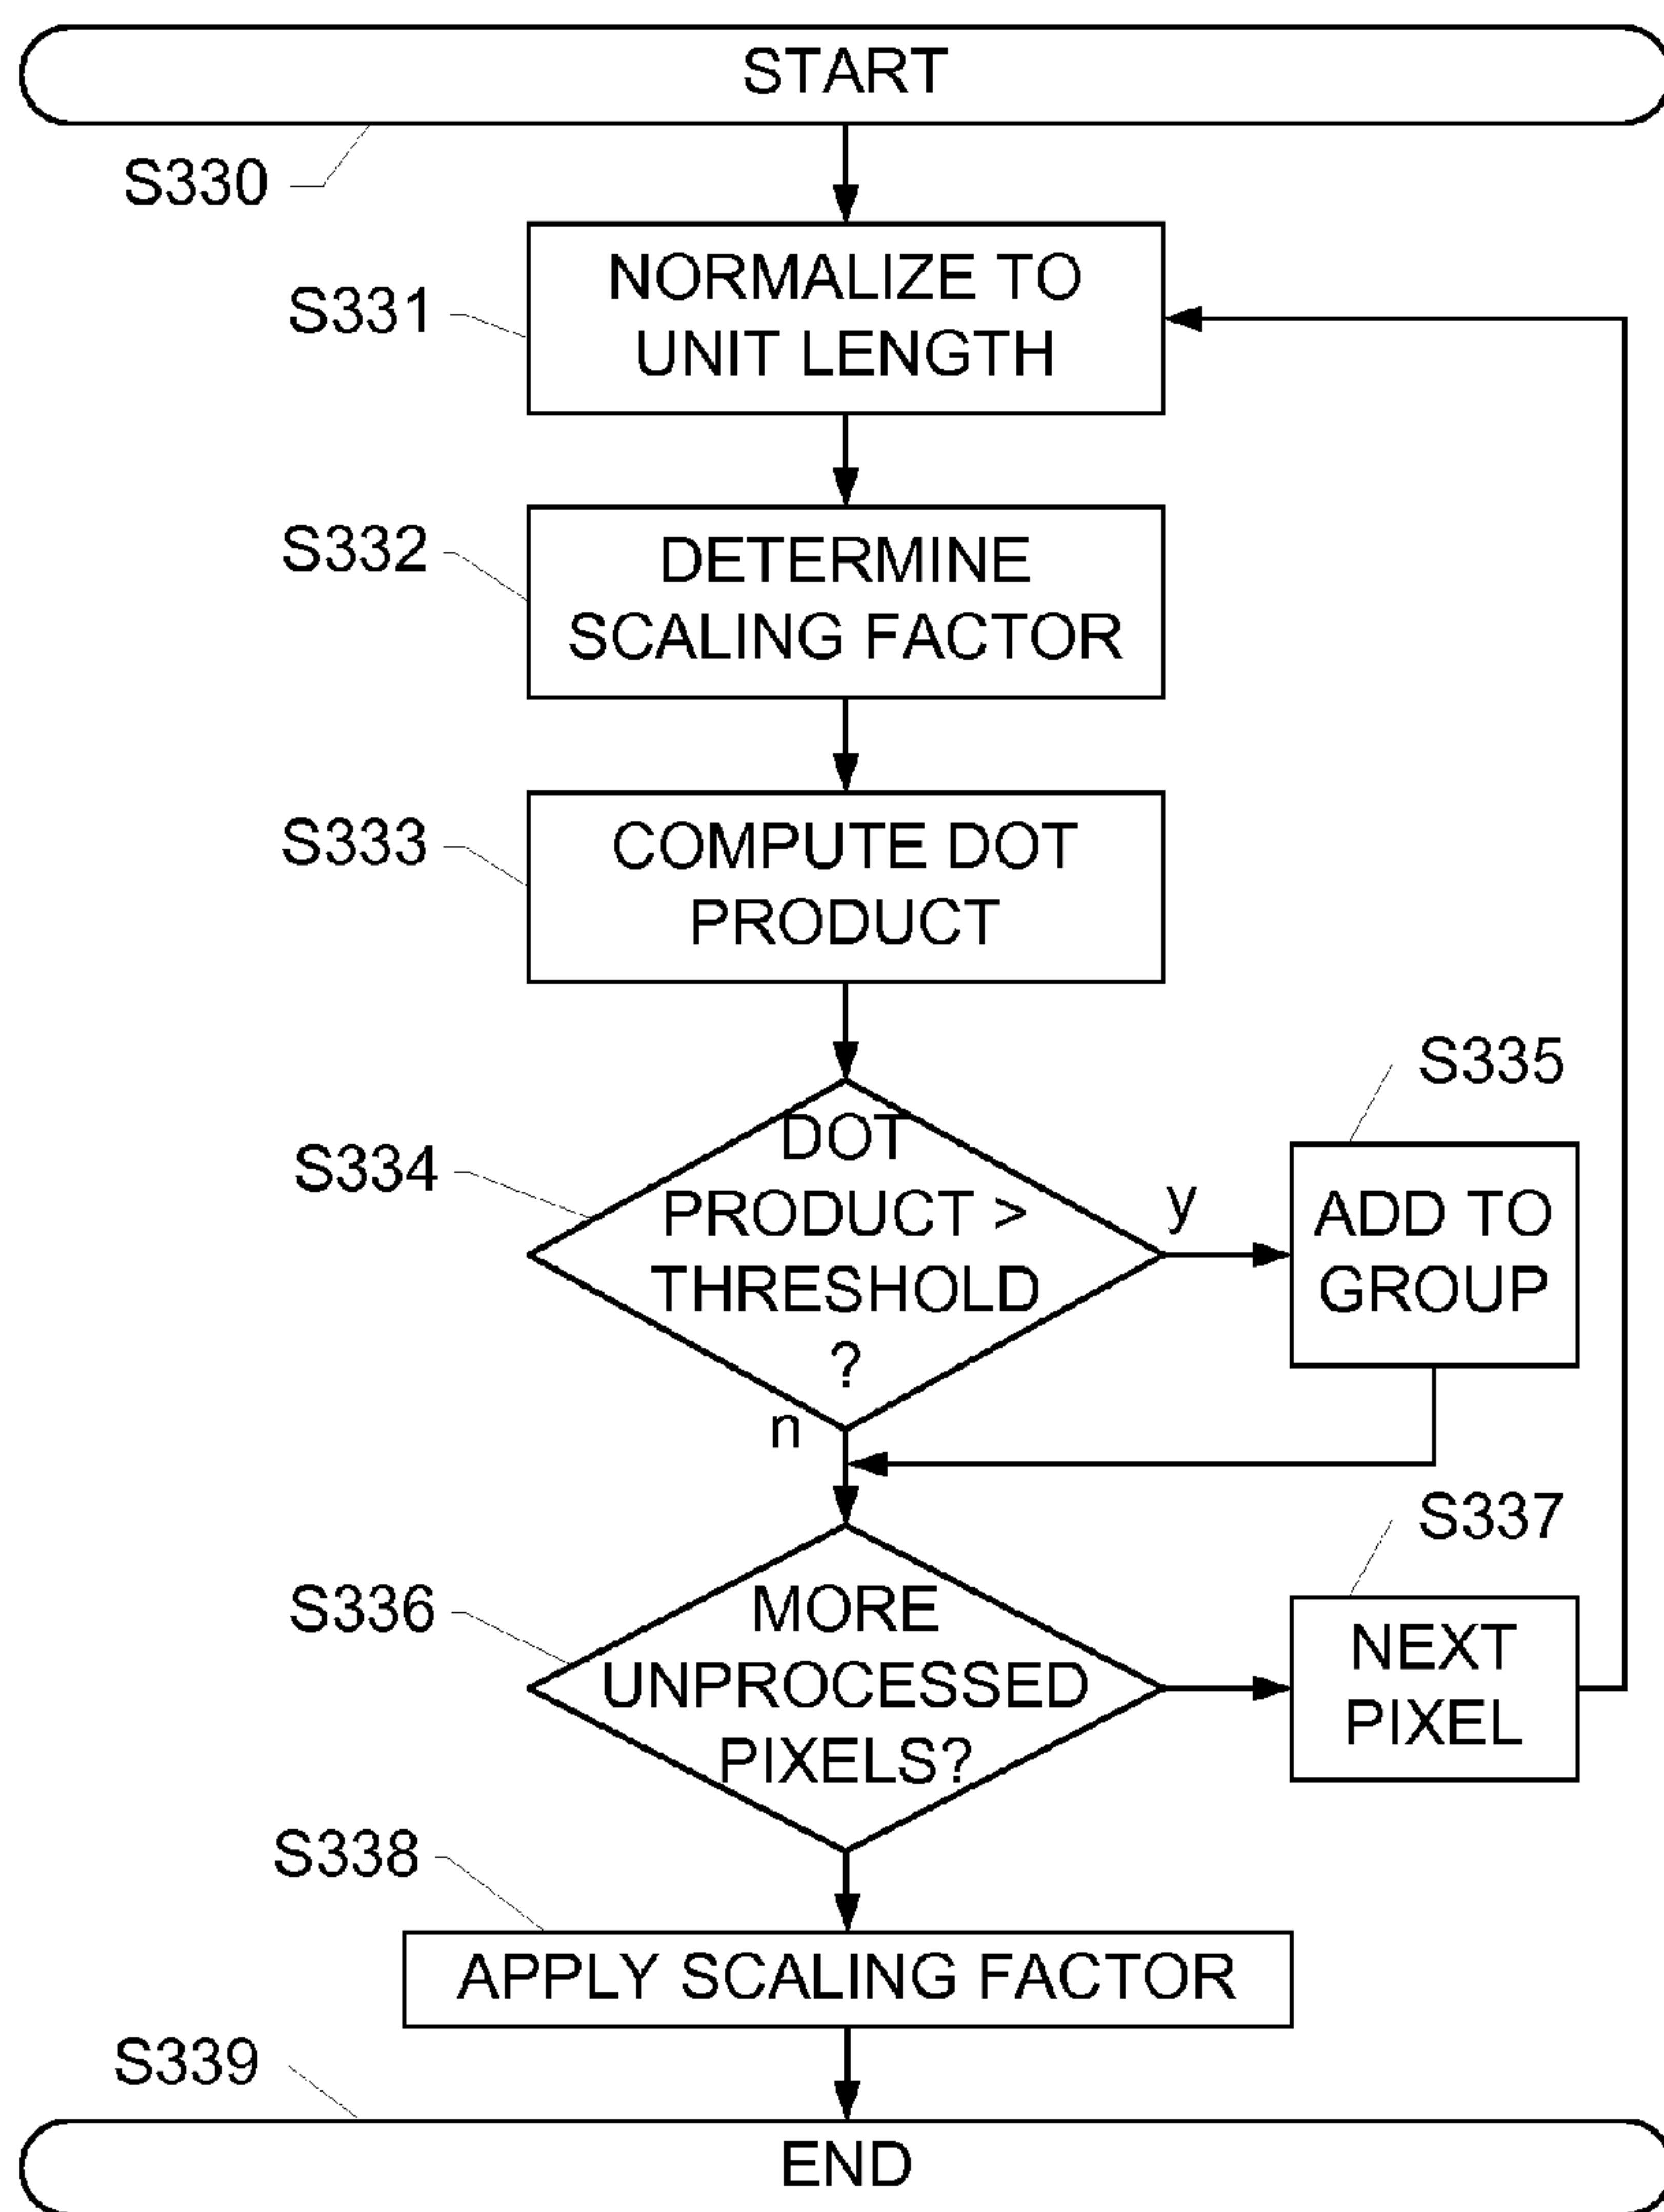 START
S330
NORMALIZE TO
UNIT LENGTH
S331
DETERMINE
SCALING FACTOR
S332
COMPUTE DOT
PRODUCT
S333
DOT
PRODUCT >
THRESHOLD
?
S334
y
n
S335
ADD TO
GROUP
MORE
UNPROCESSED
PIXELS?
S336
S337
NEXT
PIXEL
S338
APPLY SCALING FACTOR
S339
END